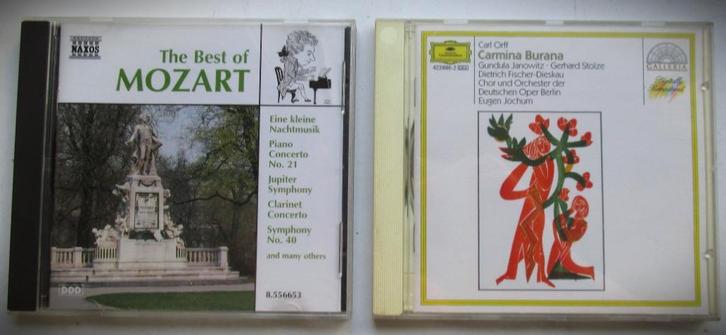 NAXOS
The Best of
MOZART
Eine kleine
Nachtmusik
Piano
Concerto
No. 21
Jupiter
Symphony
Clarinet
Concerto
Symphony
No. 40
and many others
DDD
8.556653
Carl Orff
Carmina Burana
Gundula Janowitz · Gerhard Stolze
Dietrich Fischer-Dieskau
Chor und Orchester der
Deutschen Oper Berlin
Eugen Jochum
GALLERIA
Digitally
Remastered